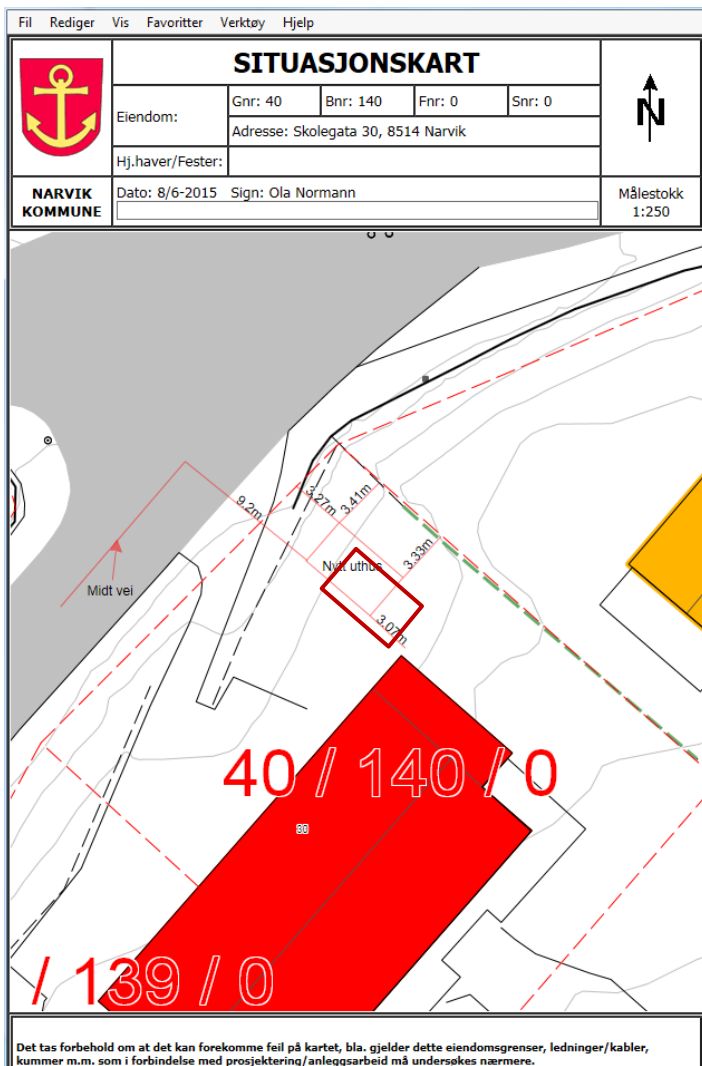 Fil Rediger Vis Favoritter Verktøy Hjelp
SITUASJONSKART
Eiendom:
Gnr: 40 Bnr: 140 Fnr: 0 Snr: 0
Adresse: Skolegata 30, 8514 Narvik
Hj.haver/Fester:
N
NARVIK
KOMMUNE
Dato: 8/6-2015 Sign: Ola Normann
Målestokk
1:250
9.2m
3.27m
3.41m
3.33m
Nytt uthus
Midt vei
3.07m
40 / 140 / 0
30
/ 139 / 0
Det tas forbehold om at det kan forekomme feil på kartet, bla. gjelder dette eiendomsgrenser, ledninger/kabler,
kummer m.m. som i forbindelse med prosjektering/anleggsarbeid må undersøkes nærmere.